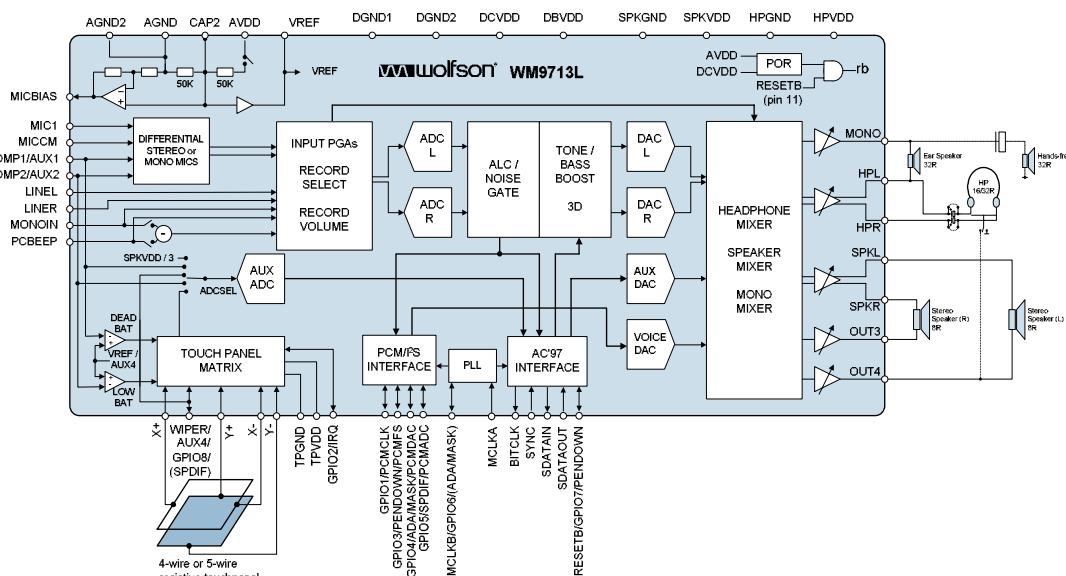 AGND2 AGND CAP2 AVDD VREF DGND1 DGND2 DCVDD DBVDD SPKGND SPKVDD HPGND HPVDD
50K 50K
VREF
wolfson WM9713L
AVDD
DCVDD
POR
RESETB
(pin 11)
rb
MICBIAS
MIC1
MICCM
OMP1/AUX1
OMP2/AUX2
LINEL
LINER
MONOIN
PCBEEP
DIFFERENTIAL
STEREO or
MONO MICS
INPUT PGAs
RECORD
SELECT
RECORD
VOLUME
ADC
L
ADC
R
ALC /
NOISE
GATE
TONE /
BASS
BOOST
3D
DAC
L
DAC
R
HEADPHONE
MIXER
SPEAKER
MIXER
MONO
MIXER
MONO
HPL
HPR
SPKL
SPKR
OUT3
OUT4
Ear Speaker
32R
HP
16/32R
Hands-fre
32R
Stereo
Speaker (R)
8R
Stereo
Speaker (L)
8R
SPKVDD / 3
ADCSEL
AUX
ADC
AUX
DAC
VOICE
DAC
DEAD
BAT
VREF /
AUX4
LOW
BAT
TOUCH PANEL
MATRIX
PCM/I²S
INTERFACE
PLL
AC'97
INTERFACE
X+
WIPER/
AUX4/
GPIO8/
(SPDIF)
Y+
X-
Y-
TPGND
TPVDD
GPIO2/IRQ
GPIO1/PCMCLK
GPIO3/PENDOWN/PCMFS
GPIO4/ADA/MASK/PCMDAC
GPIO5/SPDIF/PCMADC
MCLKB/GPIO6/(ADA/MASK)
MCLKA
BITCLK
SYNC
SDATAIN
SDATAOUT
RESETB/GPIO7/PENDOWN
4-wire or 5-wire
resistive touchpanel